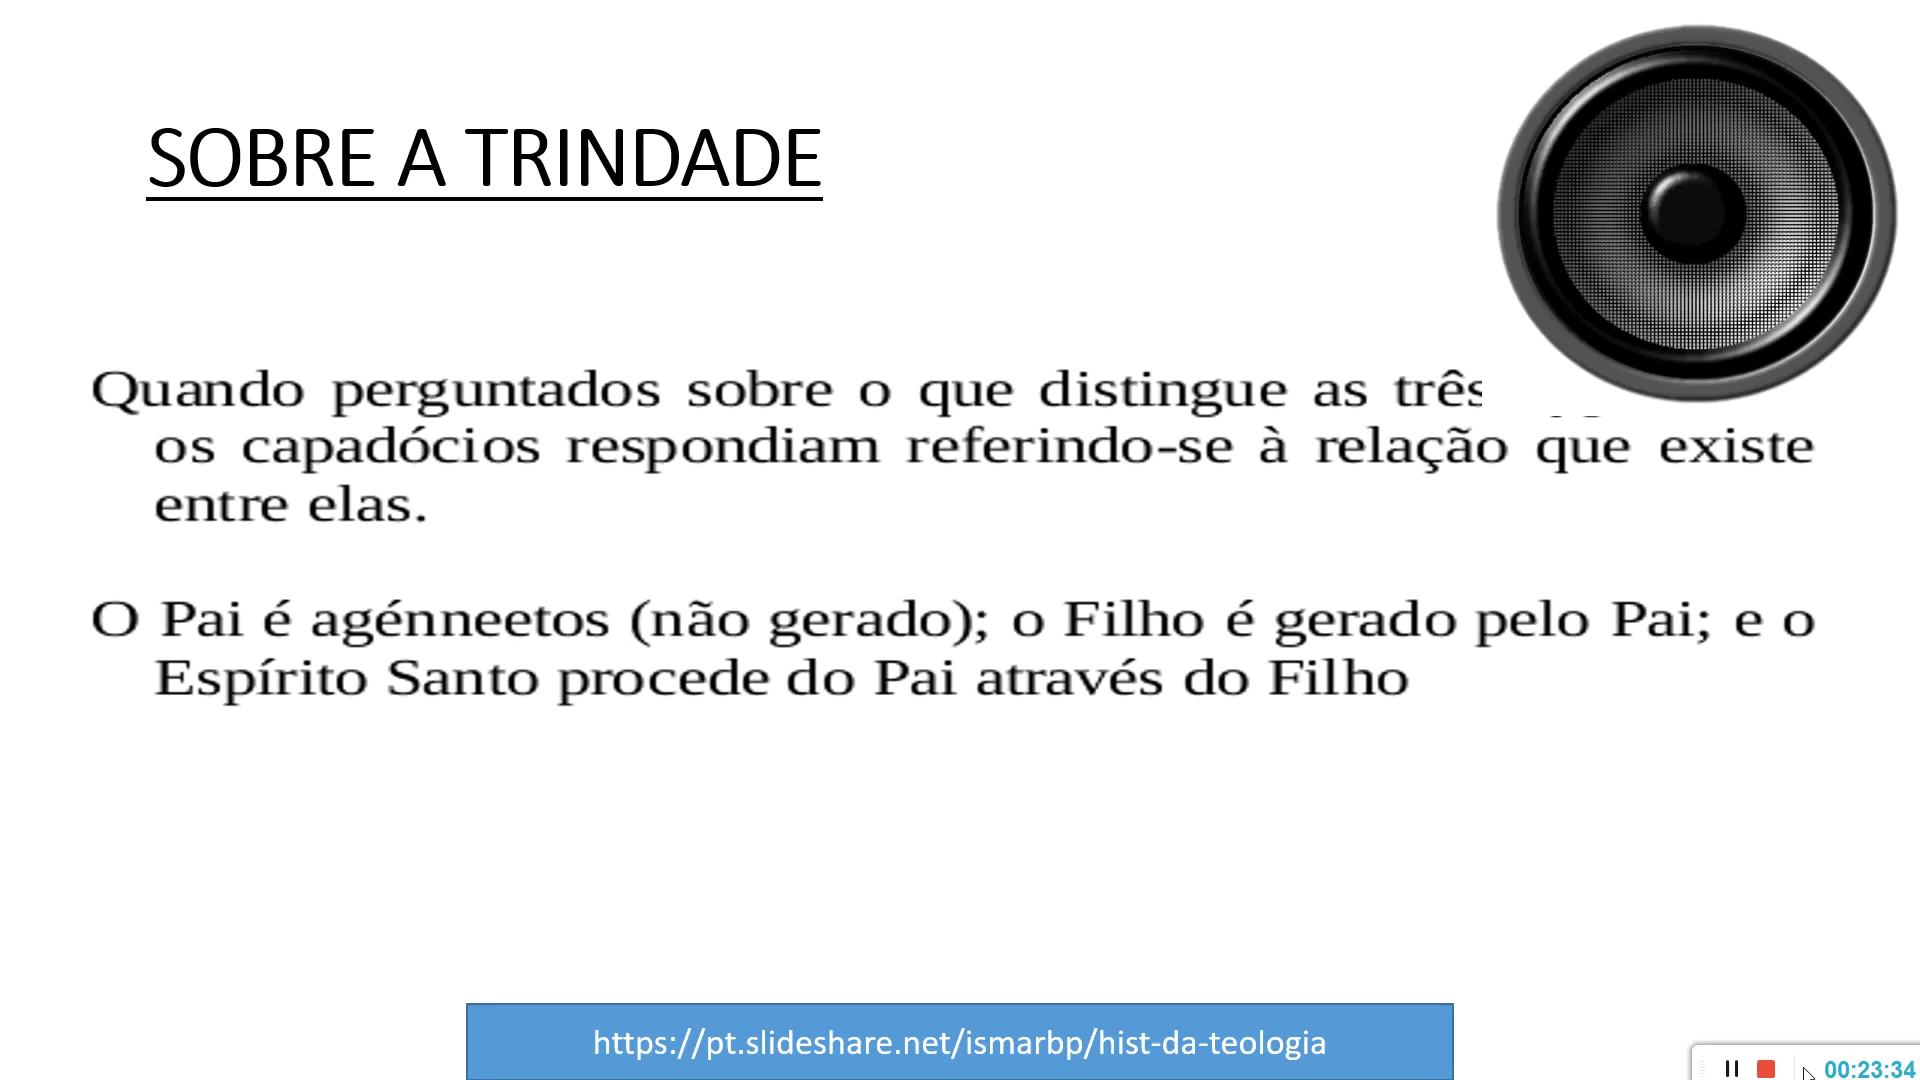 SOBRE A TRINDADE
Quando perguntados sobre o que distingue as três
os capadócios respondiam referindo-se à relação que existe
entre elas.
O Pai é agénneetos (não gerado); o Filho é gerado pelo Pai; e o
Espírito Santo procede do Pai através do Filho
https://pt.slideshare.net/ismarbp/hist-da-teologia
00:23:34